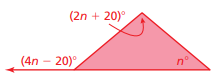 (2n + 20)°
(4n − 20)°
n°